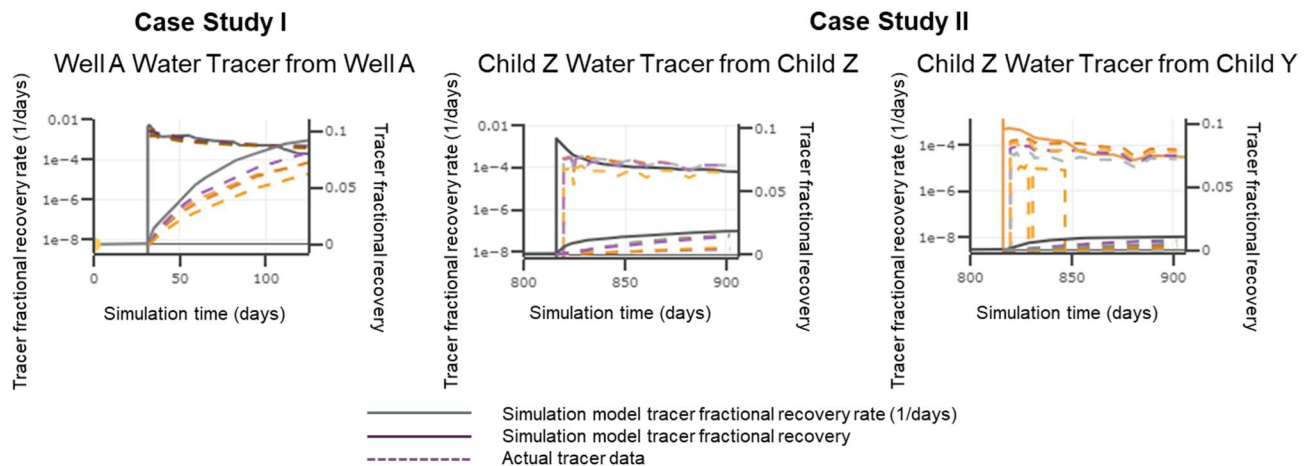 Case Study I
Case Study II
Well A Water Tracer from Well A
Child Z Water Tracer from Child Z
Child Z Water Tracer from Child Y
Tracer fractional recovery rate (1/days)
0.01
1e-4
1e-6
1e-8
0
50
100
0.1
0.05
0
Tracer fractional recovery
Simulation time (days)
Tracer fractional recovery rate (1/days)
0.01
1e-4
1e-6
1e-8
800
850
900
0.1
0.05
0
Tracer fractional recovery
Simulation time (days)
Tracer fractional recovery rate (1/days)
0.01
1e-4
1e-6
1e-8
800
850
900
0.1
0.05
0
Tracer fractional recovery
Simulation time (days)
Simulation model tracer fractional recovery rate (1/days)
Simulation model tracer fractional recovery
Actual tracer data